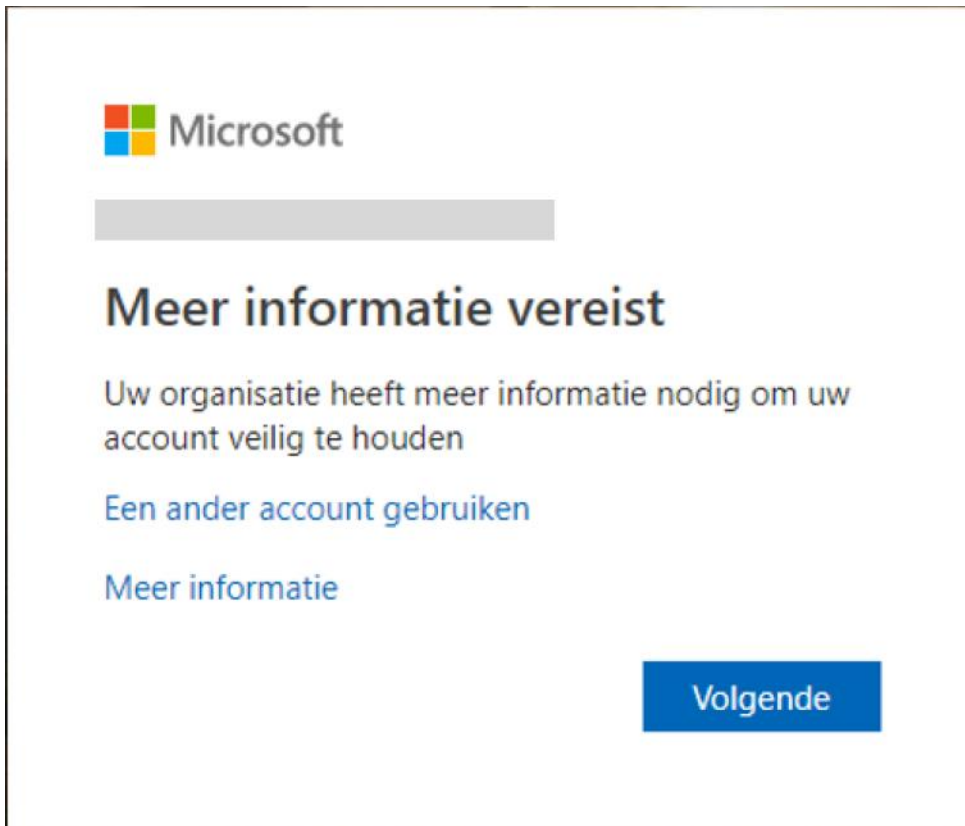 Microsoft
Meer informatie vereist
Uw organisatie heeft meer informatie nodig om uw
account veilig te houden
Een ander account gebruiken
Meer informatie
Volgende